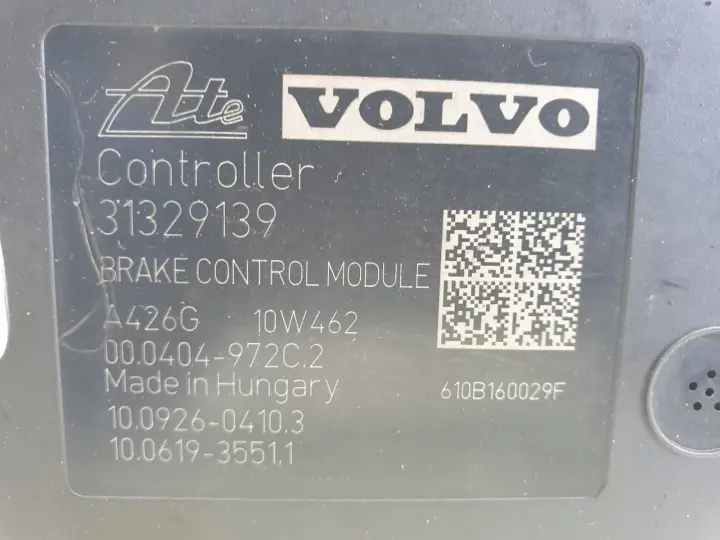 Ate VOLVO
Controller
31329139
BRAKE CONTROL MODULE
A426G 10W462
00.0404-972C.2
Made in Hungary 610B160029F
10.0926-0410.3
10.0619-3551.1